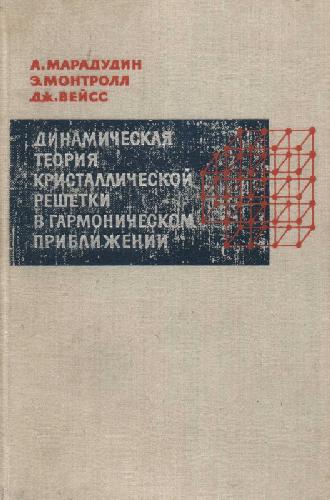 А. МАРАДУДИН
Э. МОНТРОЛЛ
ДЖ. ВЕЙСС
ДИНАМИЧЕСКАЯ
ТЕОРИЯ
КРИСТАЛЛИЧЕСКОЙ
РЕШЕТКИ
В ГАРМОНИЧЕСКОМ
ПРИБЛИЖЕНИИ